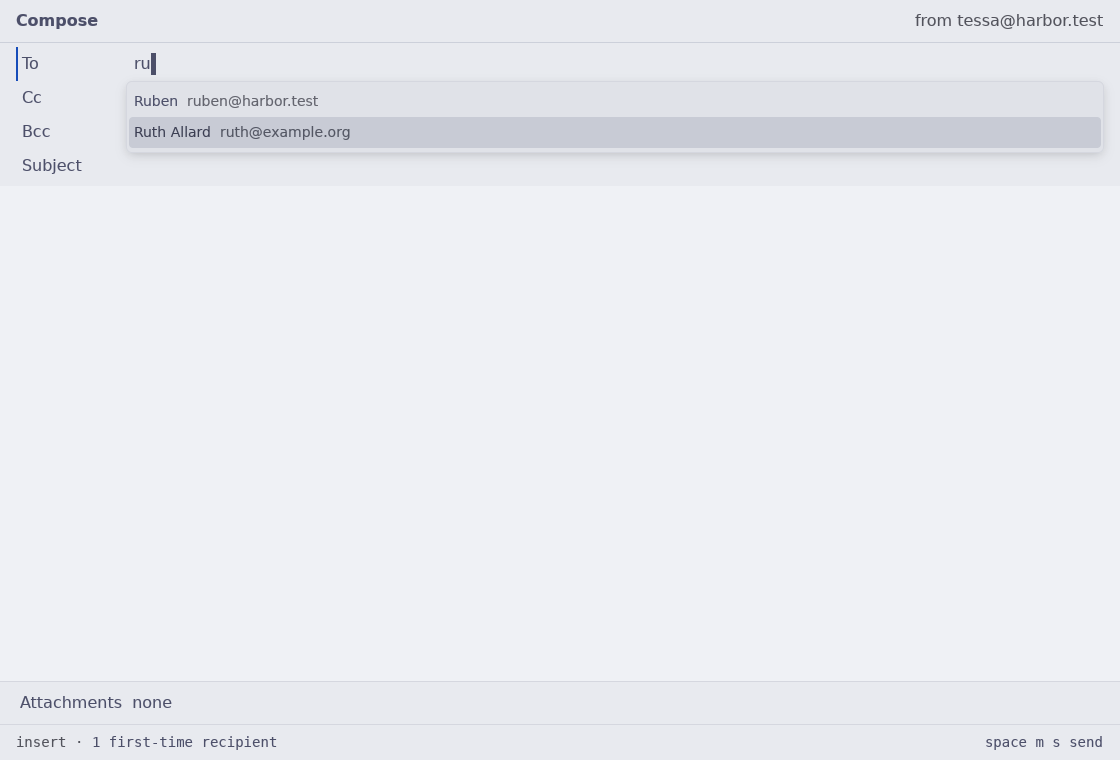 Compose
from tessa@harbor.test
To ru
Ruben ruben@harbor.test
Cc
Bcc
Ruth Allard ruth@example.org
Subject
Attachments none
insert · 1 first-time recipient
space m s send